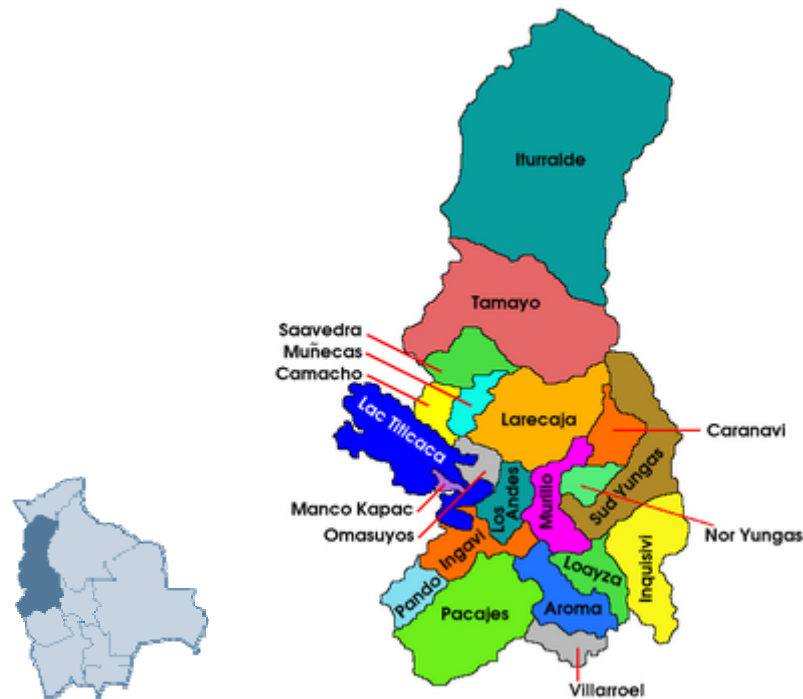 Iturralde
Tamayo
Saavedra
Muñecas
Camacho
Lac Titicaca
Larecaja
Caranavi
Manco Kapac
Omasuyos
Los Andes
Murillo
Sud Yungas
Nor Yungas
Ingavi
Pando
Loayza
Inquisivi
Pacajes
Aroma
Villarroel